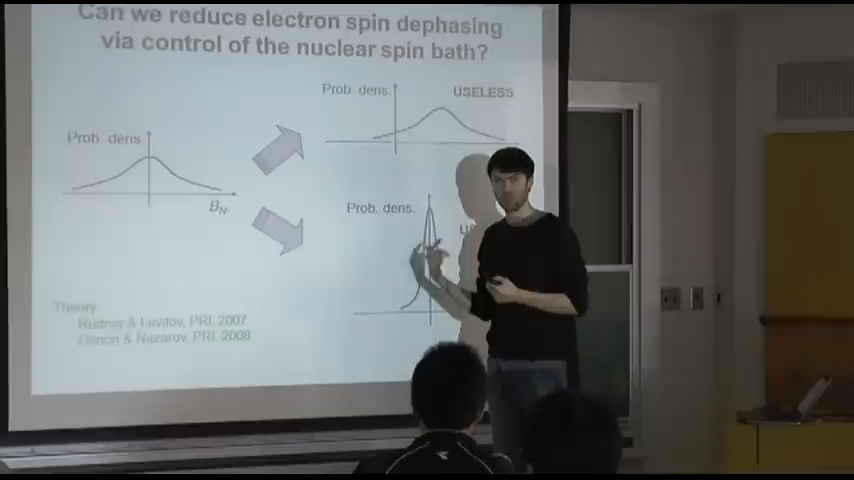 Can we reduce electron spin dephasing
via control of the nuclear spin bath?
Prob dens.
USELESS
Prob dens.
B_N
Prob. dens.
Theory
Rudner & Levitov, PRL 2007
Danon & Nazarov, PRL 2008